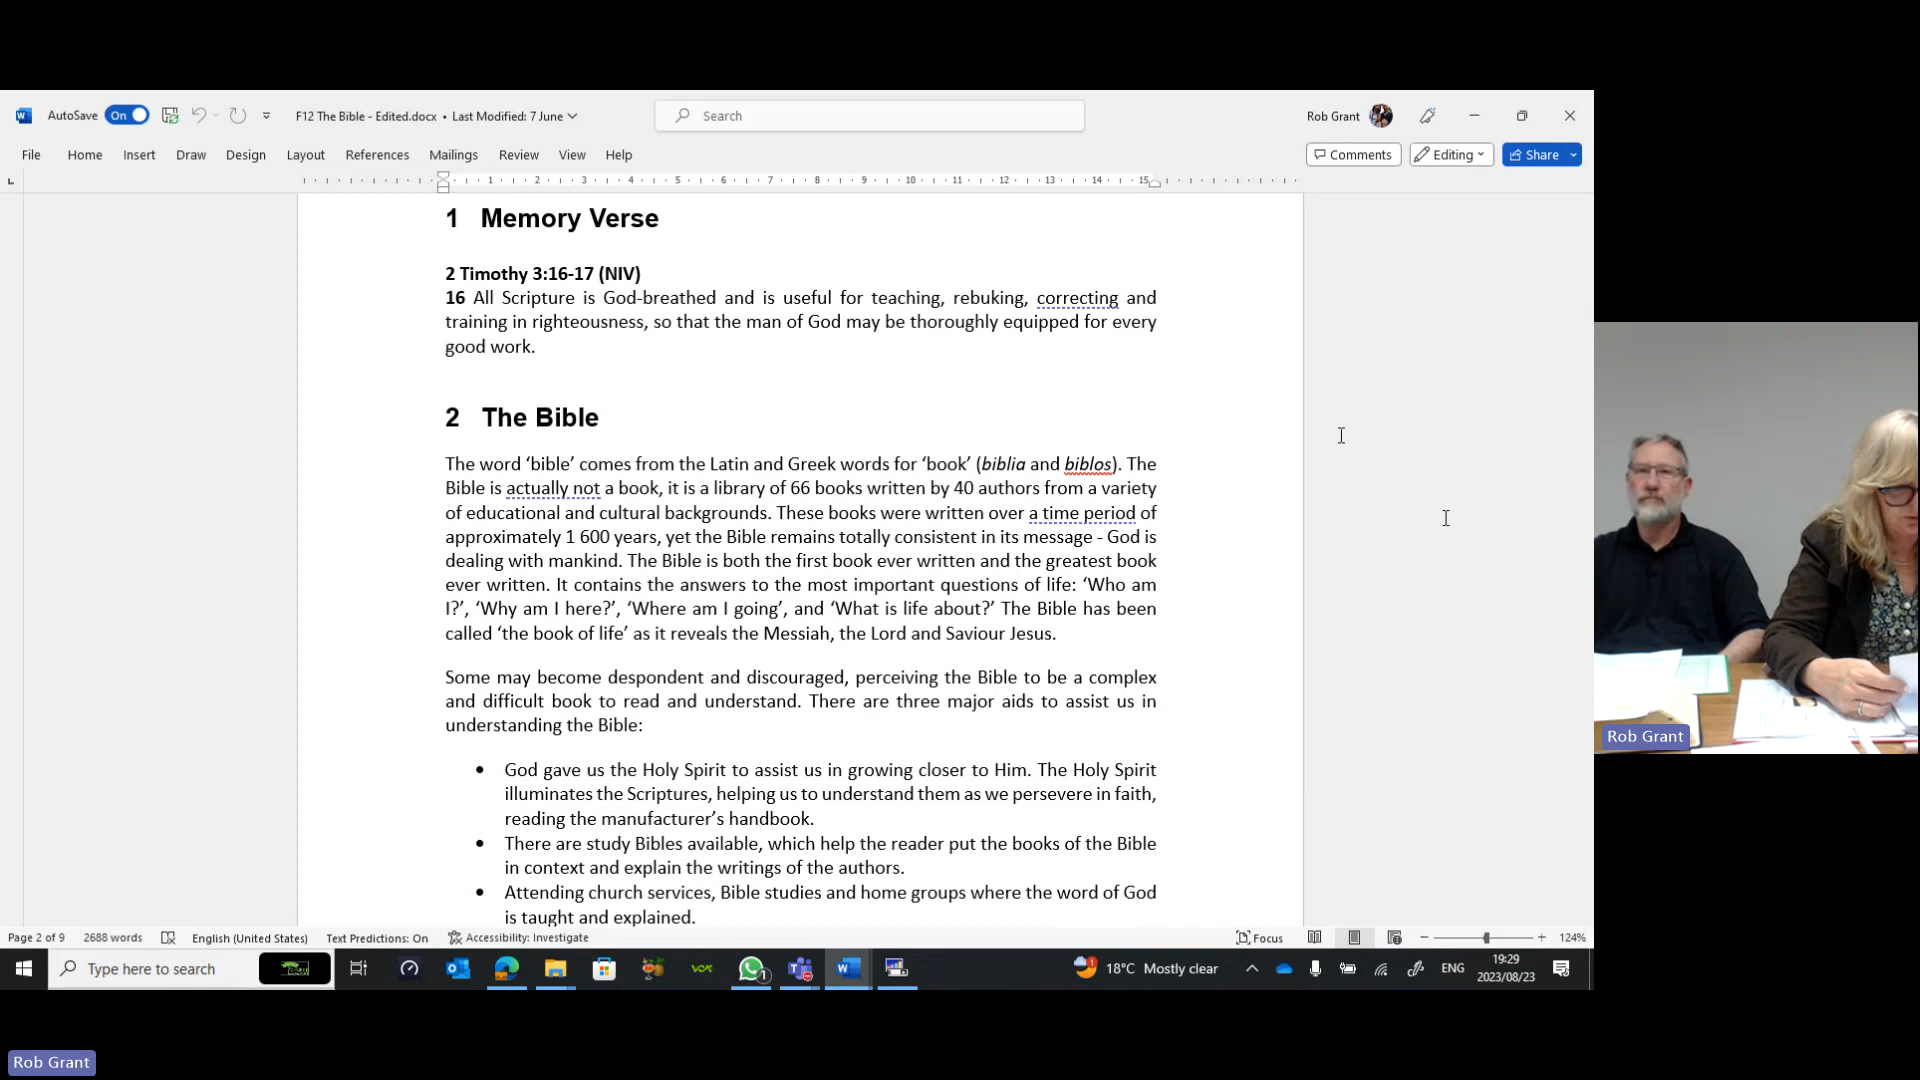 AutoSave On F12 The Bible - Edited.docx • Last Modified: 7 June Search Rob Grant
File Home Insert Draw Design Layout References Mailings Review View Help Comments Editing Share
1 2 3 4 5 6 7 8 9 10 11 12 13 14 15
1 Memory Verse
2 Timothy 3:16-17 (NIV)
16 All Scripture is God-breathed and is useful for teaching, rebuking, correcting and
training in righteousness, so that the man of God may be thoroughly equipped for every
good work.
2 The Bible
The word ‘bible’ comes from the Latin and Greek words for ‘book’ (biblia and biblos). The
Bible is actually not a book, it is a library of 66 books written by 40 authors from a variety
of educational and cultural backgrounds. These books were written over a time period of
approximately 1 600 years, yet the Bible remains totally consistent in its message - God is
dealing with mankind. The Bible is both the first book ever written and the greatest book
ever written. It contains the answers to the most important questions of life: ‘Who am
I?’, ‘Why am I here?’, ‘Where am I going’, and ‘What is life about?’ The Bible has been
called ‘the book of life’ as it reveals the Messiah, the Lord and Saviour Jesus.
Some may become despondent and discouraged, perceiving the Bible to be a complex
and difficult book to read and understand. There are three major aids to assist us in
understanding the Bible:
• God gave us the Holy Spirit to assist us in growing closer to Him. The Holy Spirit
illuminates the Scriptures, helping us to understand them as we persevere in faith,
reading the manufacturer’s handbook.
• There are study Bibles available, which help the reader put the books of the Bible
in context and explain the writings of the authors.
• Attending church services, Bible studies and home groups where the word of God
is taught and explained.
Rob Grant
Page 2 of 9 2688 words English (United States) Text Predictions: On Accessibility: Investigate Focus 124%
Type here to search VOX 1 18°C Mostly clear ENG 19:29
2023/08/23
Rob Grant